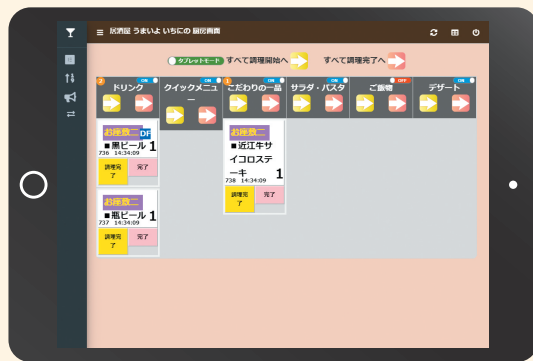 居酒屋 うまいよ いちにの 厨房画面
タブレットモード すべて調理開始へ すべて調理完了へ
2 ON ON 1 ON ON OFF ON
ドリンク クイックメニュー こだわりの一品 サラダ・パスタ ご飯物 デザート
お座敷二 DF
■黒ビール 1
736 14:34:09
調理完了 完了
お座敷二
■瓶ビール 1
737 14:34:09
調理完了 完了
お座敷二
■近江牛サ
イコロステ
ーキ 1
738 14:34:09
調理完了 完了